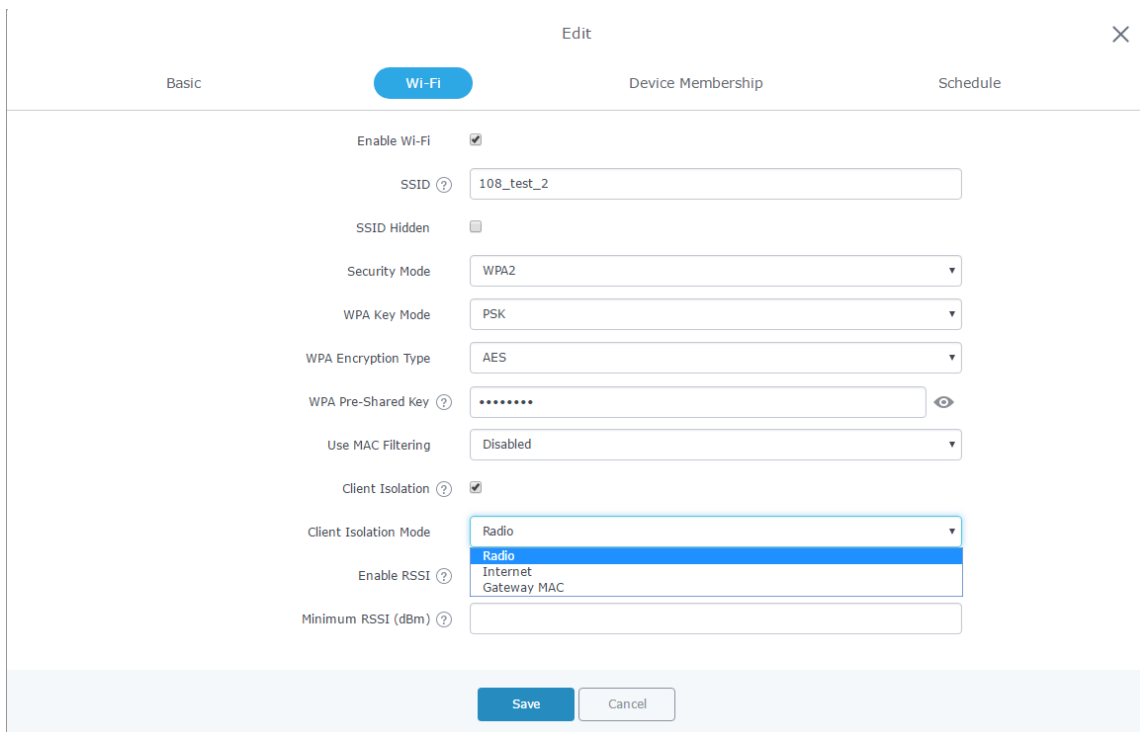 Edit
Basic Wi-Fi Device Membership Schedule
Enable Wi-Fi
SSID ? 108_test_2
SSID Hidden
Security Mode WPA2
WPA Key Mode PSK
WPA Encryption Type AES
WPA Pre-Shared Key ? ••••••••
Use MAC Filtering Disabled
Client Isolation ?
Client Isolation Mode Radio
Radio
Internet
Enable RSSI ?
Gateway MAC
Minimum RSSI (dBm) ?
Save Cancel